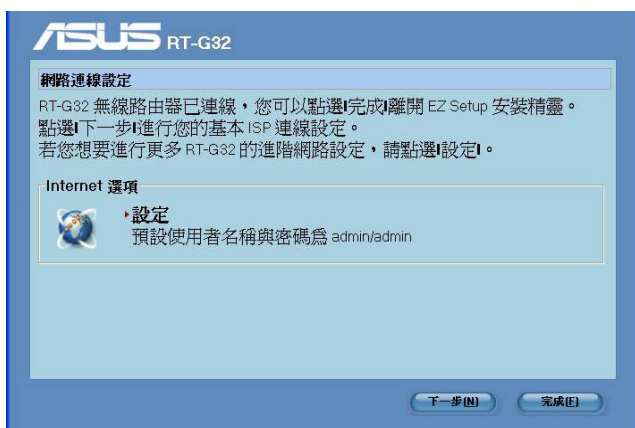 ASUS RT-G32
網路連線設定
RT-G32 無線路由器已連線，您可以點選|完成|離開 EZ Setup 安裝精靈。
點選|下一步|進行您的基本 ISP 連線設定。
若您想要進行更多 RT-G32 的進階網路設定，請點選|設定|。
Internet 選項
設定
預設使用者名稱與密碼為 admin/admin
下一步(N) 完成(F)